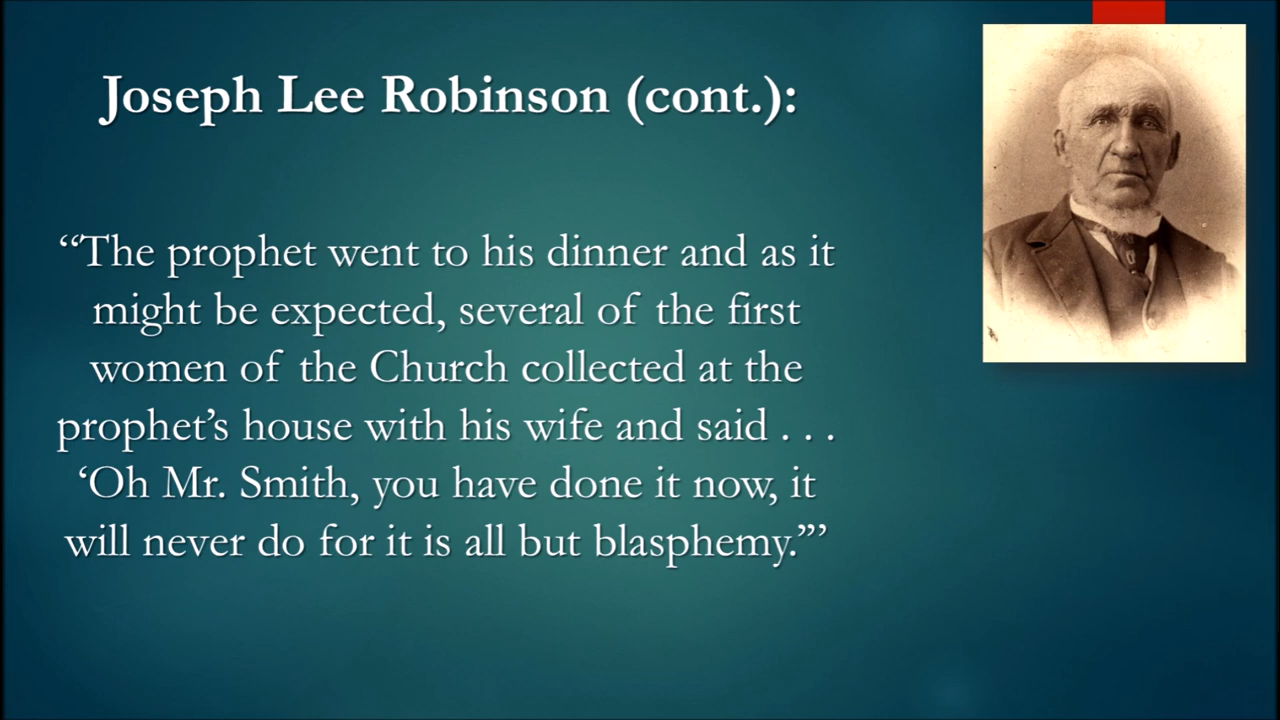 Joseph Lee Robinson (cont.):
“The prophet went to his dinner and as it
might be expected, several of the first
women of the Church collected at the
prophet’s house with his wife and said . . .
‘Oh Mr. Smith, you have done it now, it
will never do for it is all but blasphemy.”’